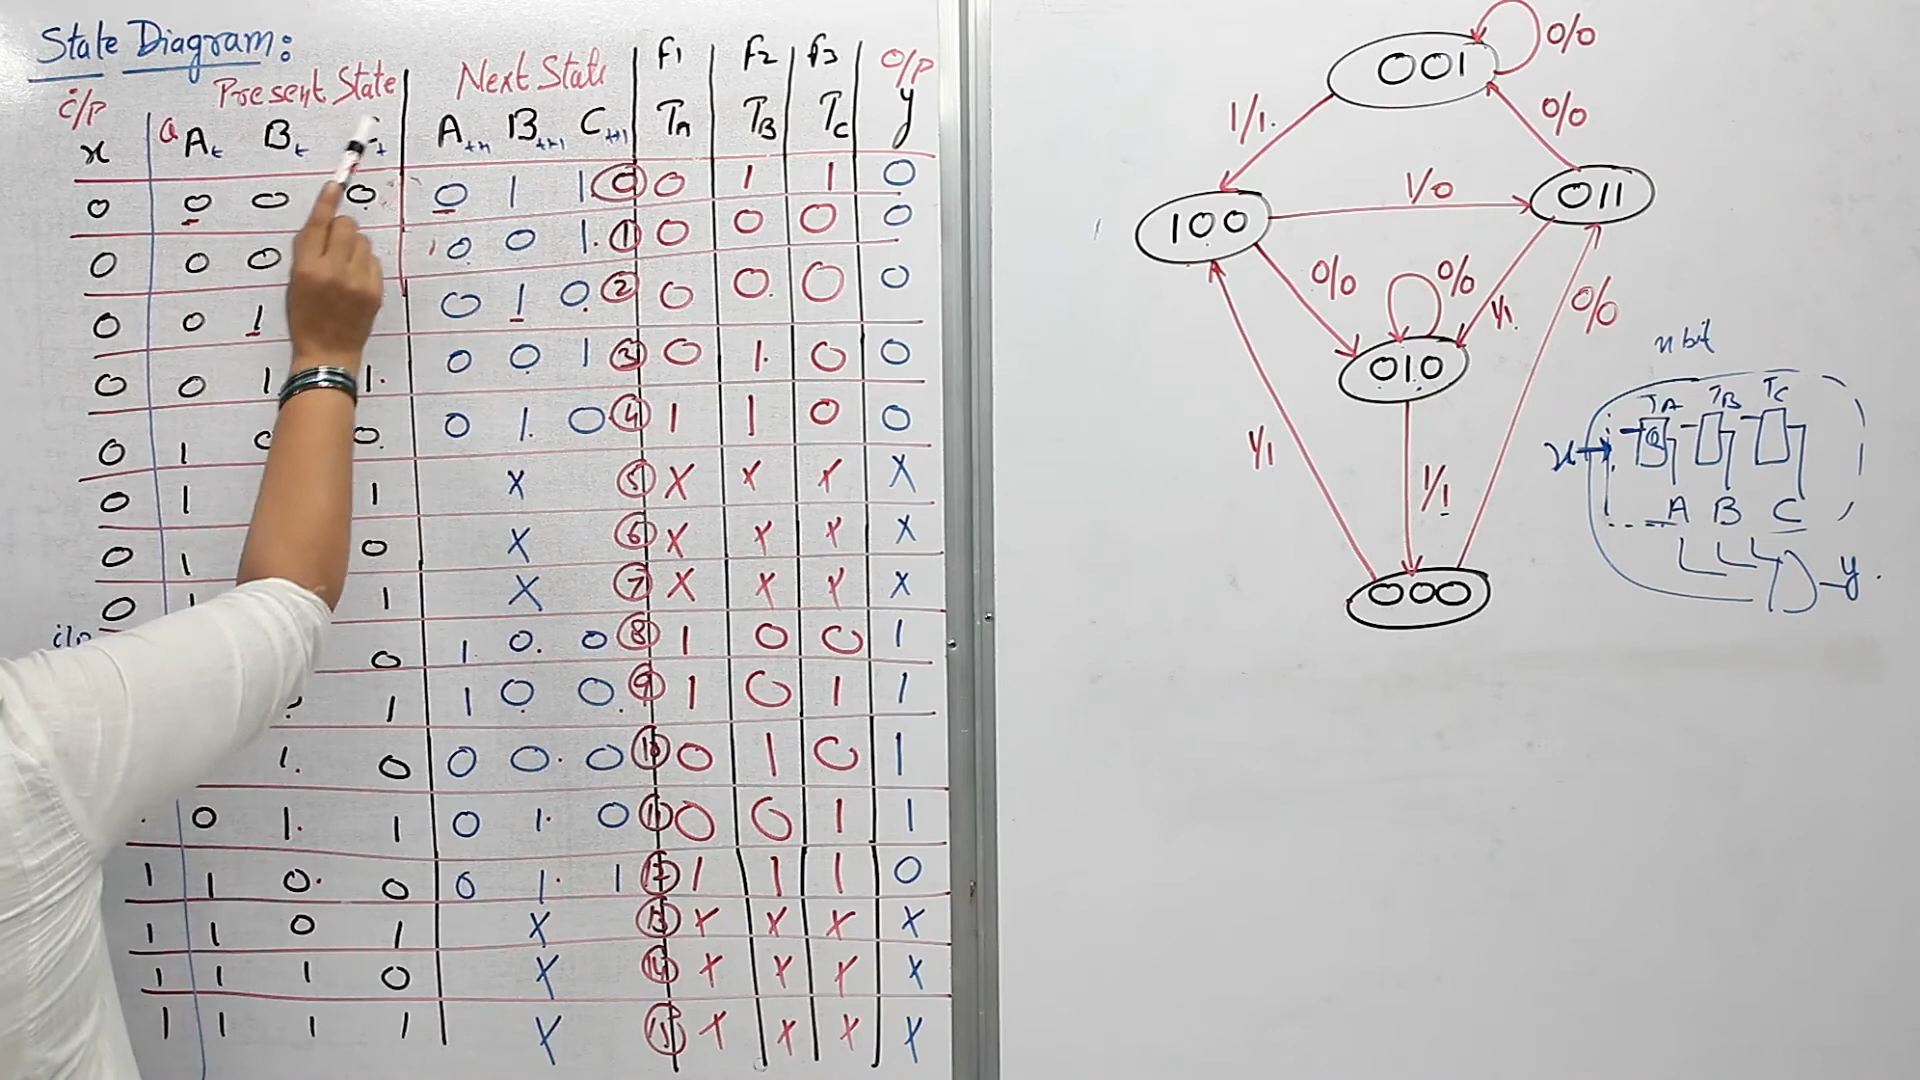 State Diagram:
i/p Present State Next State F1 F2 F3 O/P
x A_t B_t A_t+1 B_t+1 C_t+1 T_A T_B T_C y
0 0 0 0 0 1 1 0 0 1 1 0
0 0 0 0 0 1. 1 0 0 0 0
0 0 1 0 1 0. 2 0 0. 0 0
0 0 1. 1. 0 0 1 3 0 1. 0 0
0 1 0. 0 1. 0 4 1 1 0 0
0 1 1 X 5 X X X X
0 1 0 X 6 X X X X
0 1 1 X 7 X X X X
0 1. 0. 0 8 1 0 0 1
1 1 0 0. 9 1 0 1 1
1. 0 0 0. 0 10 0 1 0 1
0 1. 1 0 1. 0 11 0 0 1 1
1 1 0. 0 0 1. 1 12 1 1 1 0
1 1 0 1 X 13 X X X X
1 1 1 0 X 14 X X X X
1 1 1 1 X 15 X X X X
001 0/0
1/1. 0/0
100 1/0 011
0/0 0/0 1/1. 0/0
010
1/1 1/1
000
n bit
T_A T_B T_C
x Q
A B C
y.